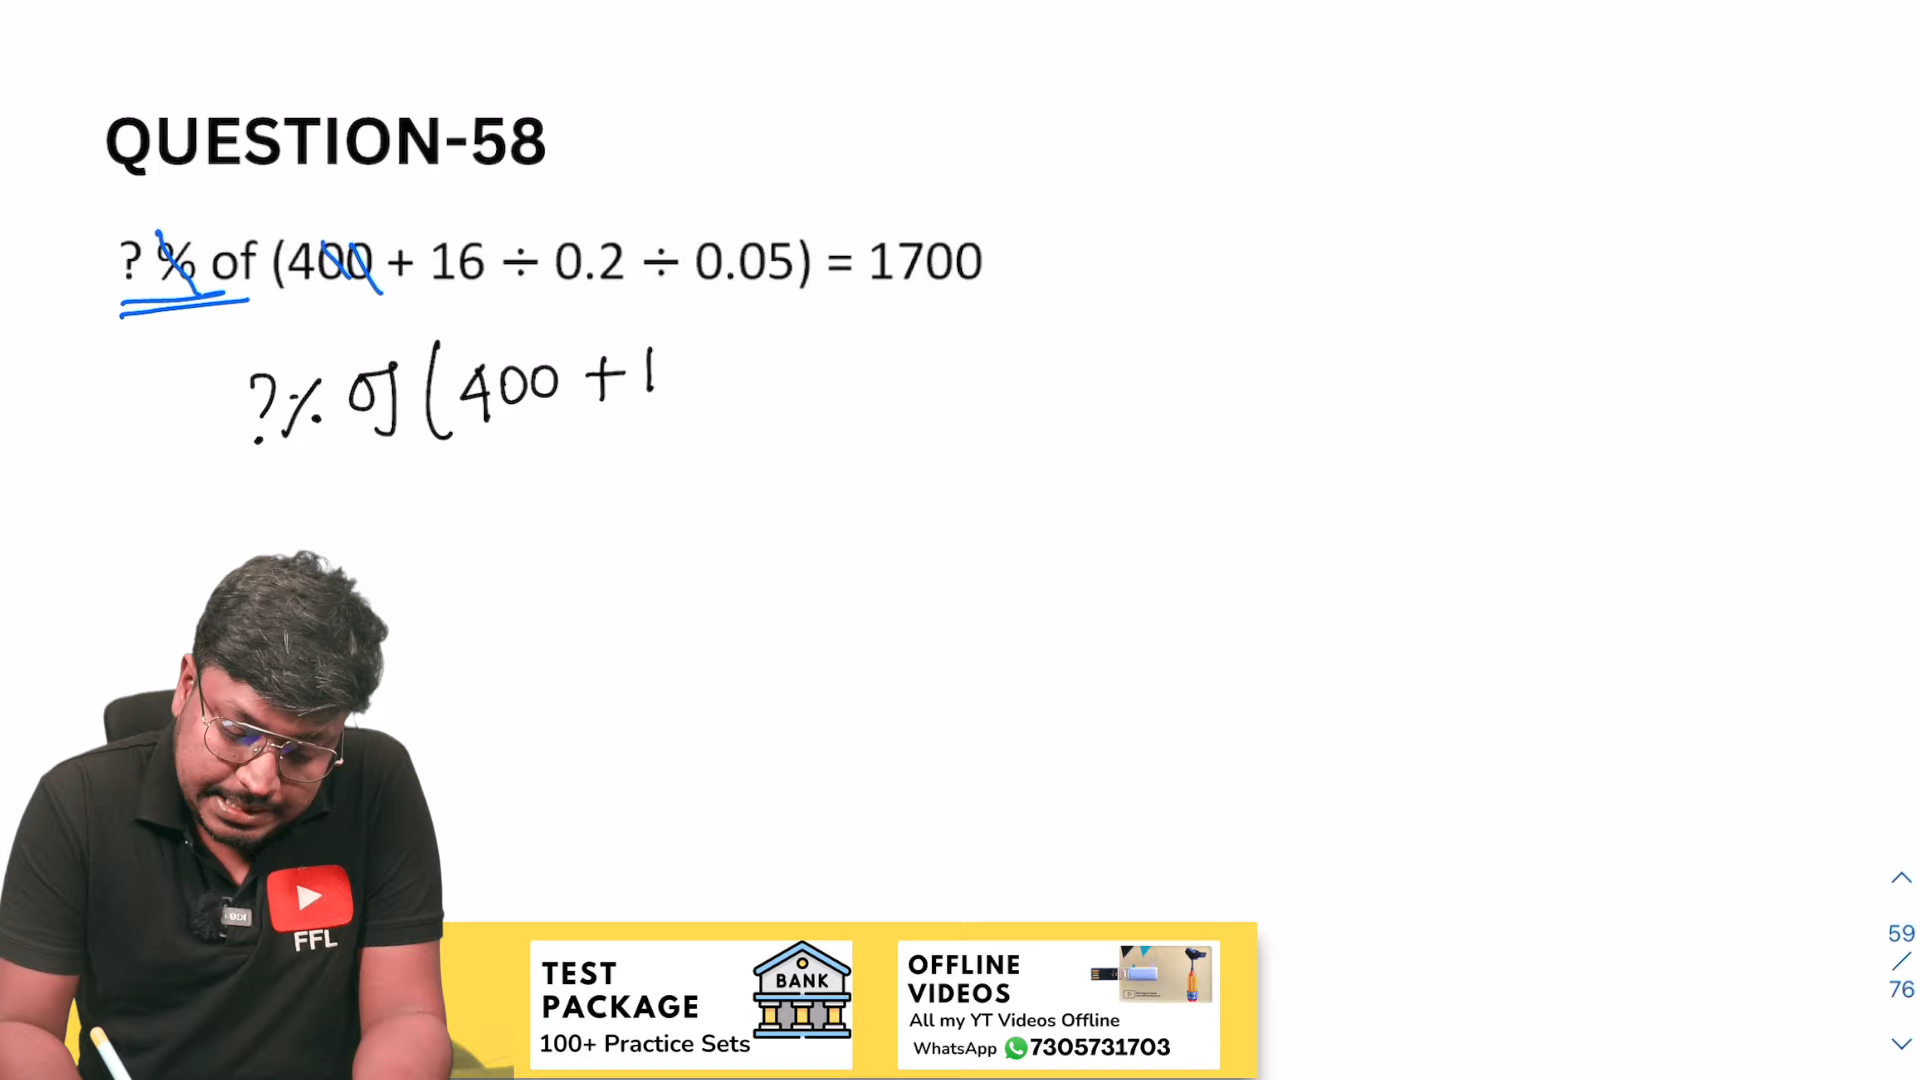 QUESTION-58
? % of (400 + 16 ÷ 0.2 ÷ 0.05) = 1700
?% of (400 + 1
FFL
TEST
PACKAGE
100+ Practice Sets
BANK
OFFLINE
VIDEOS
All my YT Videos Offline
WhatsApp 7305731703
59
/
76